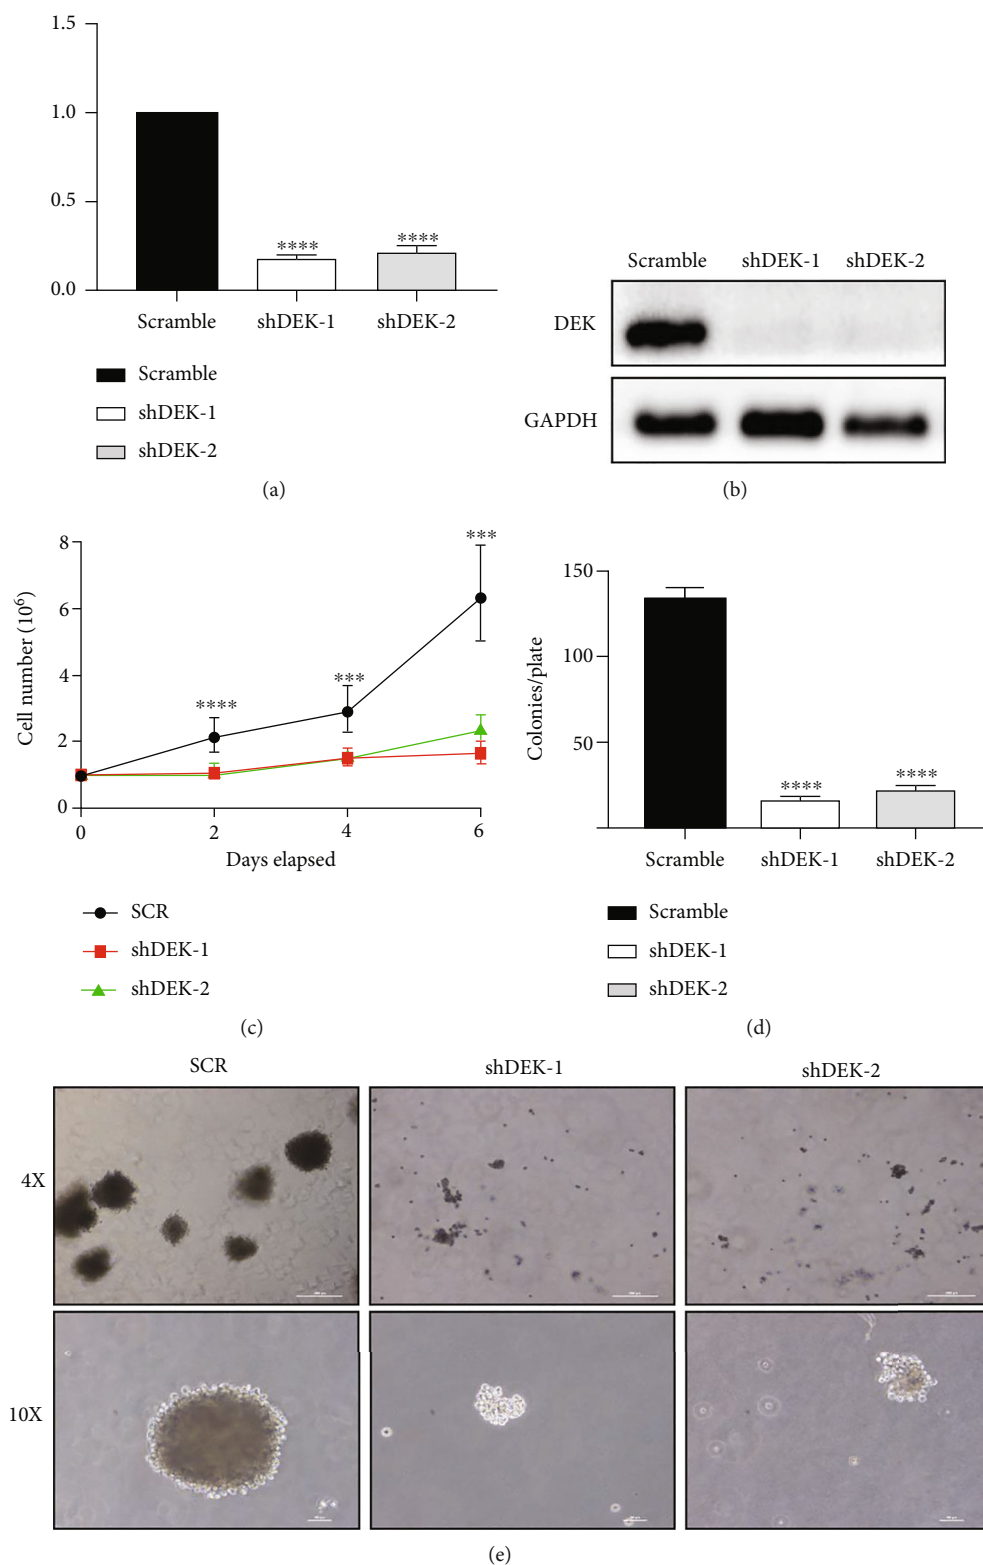 1.5
1.0
0.5
0.0
****
****
Scramble shDEK-1 shDEK-2
Scramble
shDEK-1
shDEK-2
(a)
Scramble shDEK-1 shDEK-2
DEK
GAPDH
(b)
Cell number (10⁶)
8
6
4
2
0
****
***
***
0 2 4 6
Days elapsed
SCR
shDEK-1
shDEK-2
(c)
Colonies/plate
150
100
50
****
****
Scramble shDEK-1 shDEK-2
Scramble
shDEK-1
shDEK-2
(d)
SCR shDEK-1 shDEK-2
4X
10X
(e)